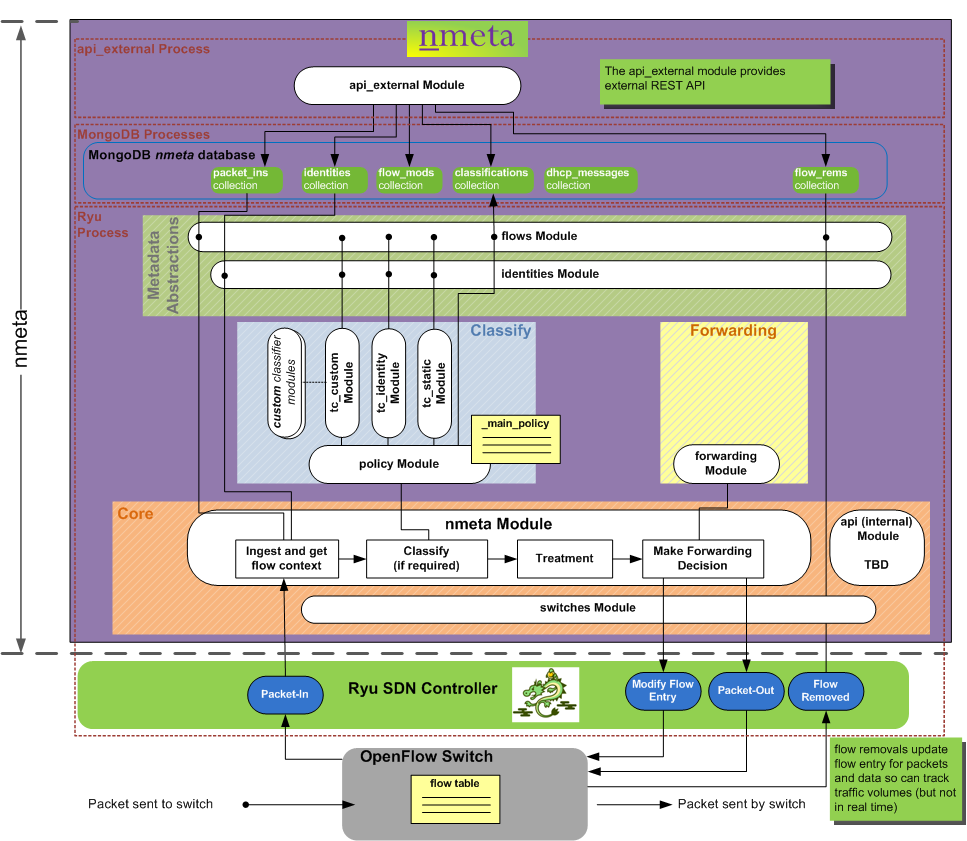 nmeta
api_external Process
api_external Module
The api_external module provides
external REST API
MongoDB Processes
MongoDB nmeta database
packet_ins
collection
identities
collection
flow_mods
collection
classifications
collection
dhcp_messages
collection
flow_rems
collection
Ryu
Process
Metadata
Abstractions
flows Module
identities Module
nmeta
Classify
Forwarding
custom classifier
modules
tc_custom
Module
tc_identity
Module
tc_static
Module
_main_policy
policy Module
forwarding
Module
Core
nmeta Module
api (internal)
Module
TBD
Ingest and get
flow context
Classify
(if required)
Treatment
Make Forwarding
Decision
switches Module
Packet-In
Ryu SDN Controller
Modify Flow
Entry
Packet-Out
Flow
Removed
OpenFlow Switch
flow table
flow removals update
flow entry for packets
and data so can track
traffic volumes (but not
in real time)
Packet sent to switch
Packet sent by switch